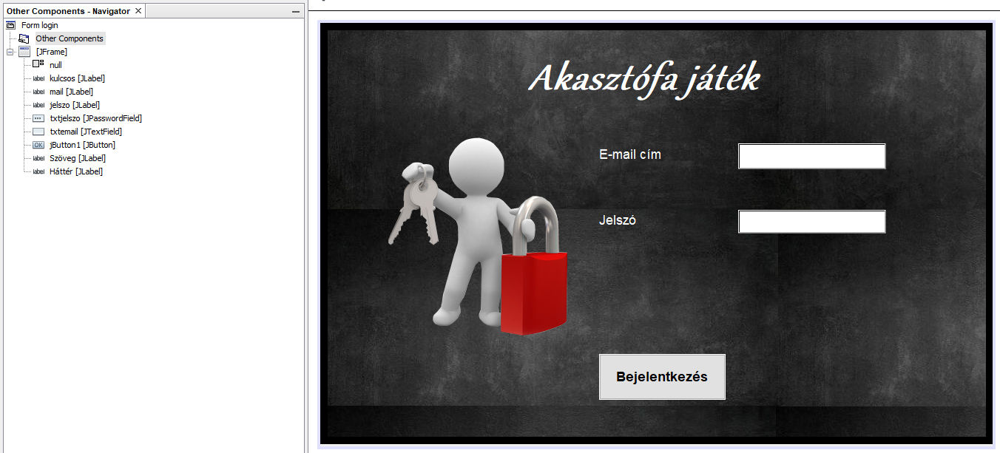 Other Components - Navigator
Form login
Other Components
[JFrame]
null
label kulcsos [JLabel]
label mail [JLabel]
label jelszo [JLabel]
txtjelszo [JPasswordField]
txtemail [JTextField]
OK jButton1 [JButton]
label Szöveg [JLabel]
label Háttér [JLabel]
Akasztófa játék
E-mail cím
Jelszó
Bejelentkezés